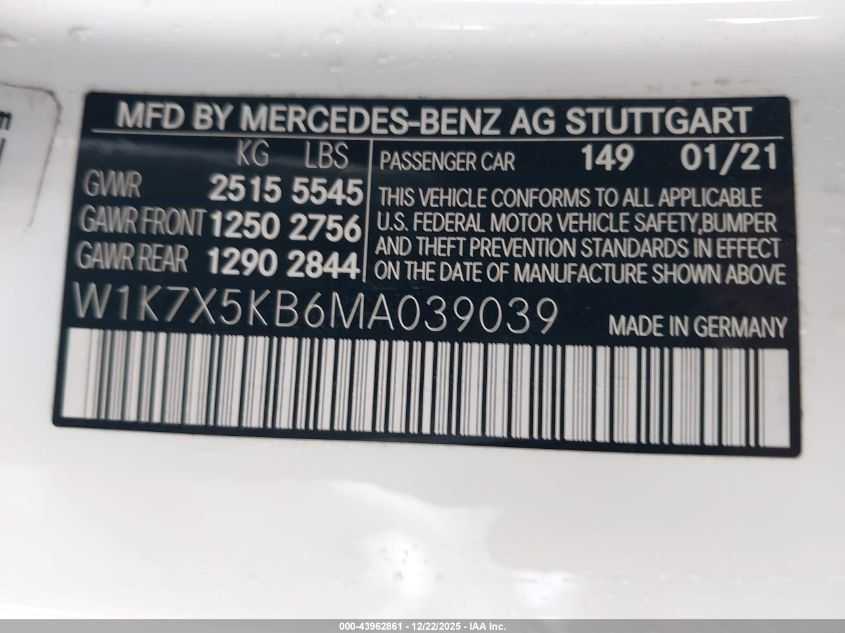 m
MFD BY MERCEDES-BENZ AG STUTTGART
KG LBS
GVWR 2515 5545
GAWR FRONT 1250 2756
GAWR REAR 1290 2844
PASSENGER CAR 149 01/21
THIS VEHICLE CONFORMS TO ALL APPLICABLE
U.S. FEDERAL MOTOR VEHICLE SAFETY,BUMPER
AND THEFT PREVENTION STANDARDS IN EFFECT
ON THE DATE OF MANUFACTURE SHOWN ABOVE
W1K7X5KB6MA039039
MADE IN GERMANY
000-43962861 - 12/22/2025 - IAA Inc.